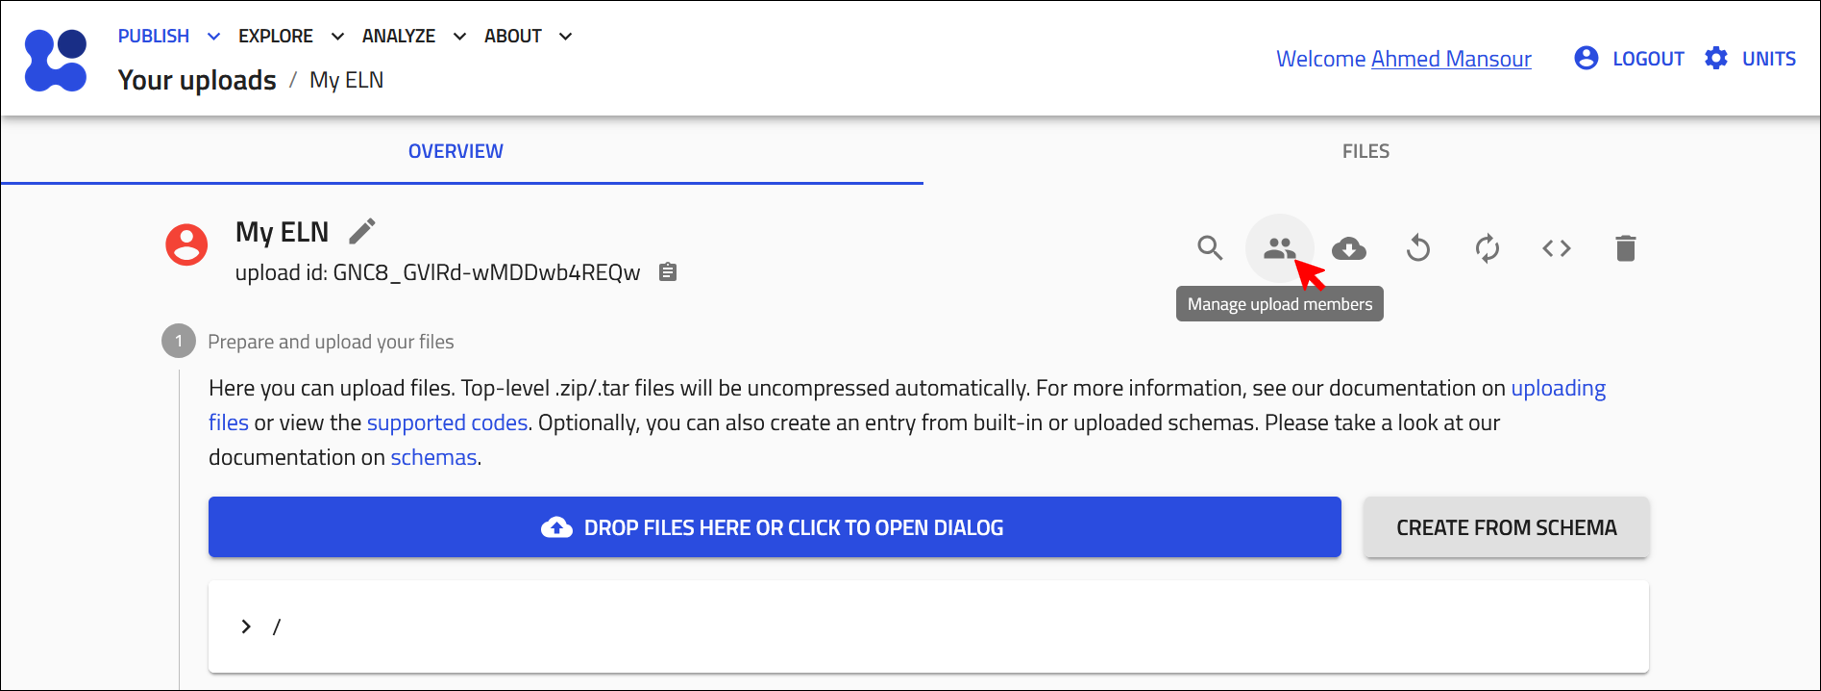 PUBLISH EXPLORE ANALYZE ABOUT
Your uploads / My ELN
Welcome Ahmed Mansour LOGOUT UNITS
OVERVIEW FILES
My ELN
upload id: GNC8_GVIRd-wMDDwb4REQw
Manage upload members
1 Prepare and upload your files
Here you can upload files. Top-level .zip/.tar files will be uncompressed automatically. For more information, see our documentation on uploading
files or view the supported codes. Optionally, you can also create an entry from built-in or uploaded schemas. Please take a look at our
documentation on schemas.
DROP FILES HERE OR CLICK TO OPEN DIALOG CREATE FROM SCHEMA
/